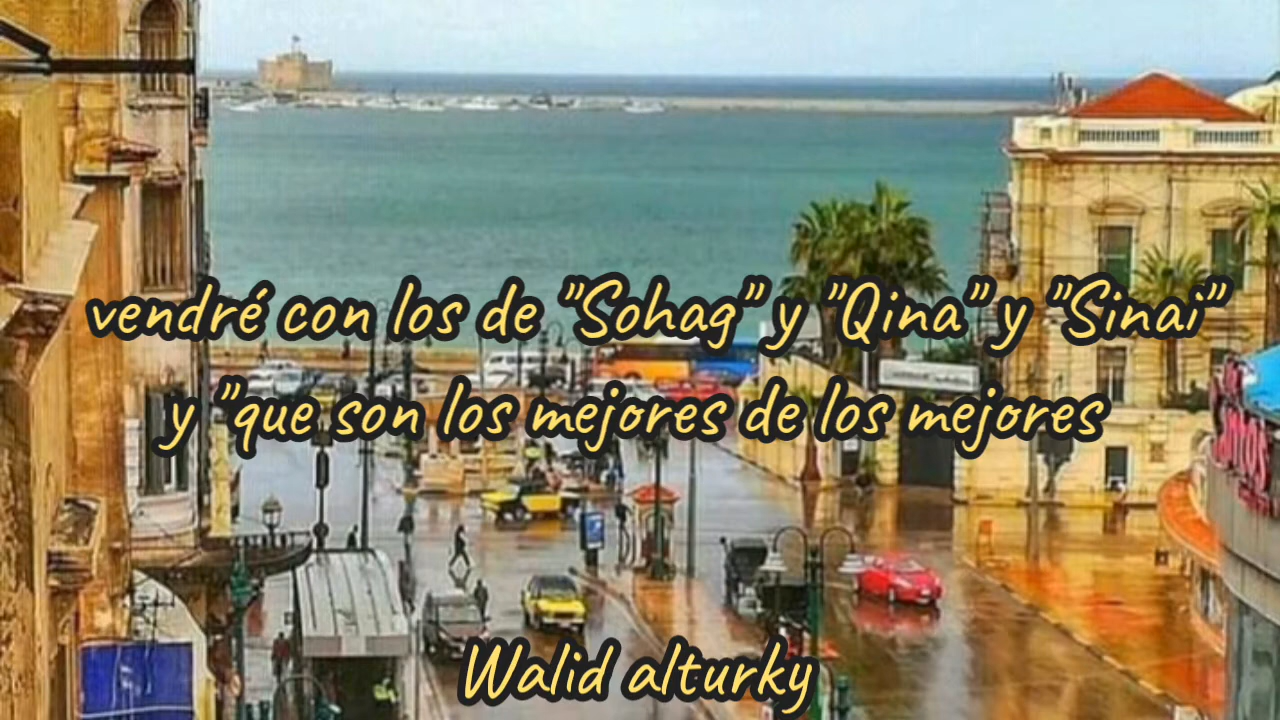 vendré con los de "Sohag" y "Qina" y "Sinai"
y "que son los mejores de los mejores
Walid alturky